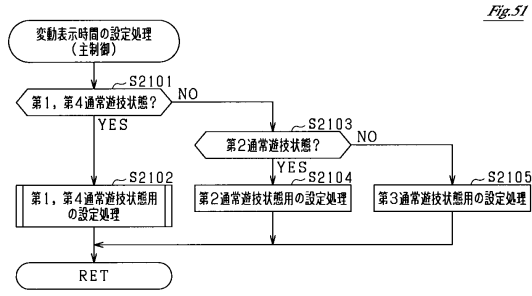 Fig.51
変動表示時間の設定処理
(主制御)
S2101
第1,第4通常遊技状態?
NO
YES
S2103
第2通常遊技状態?
NO
YES
S2102
第1,第4通常遊技状態用
の設定処理
S2104
第2通常遊技状態用の設定処理
S2105
第3通常遊技状態用の設定処理
RET